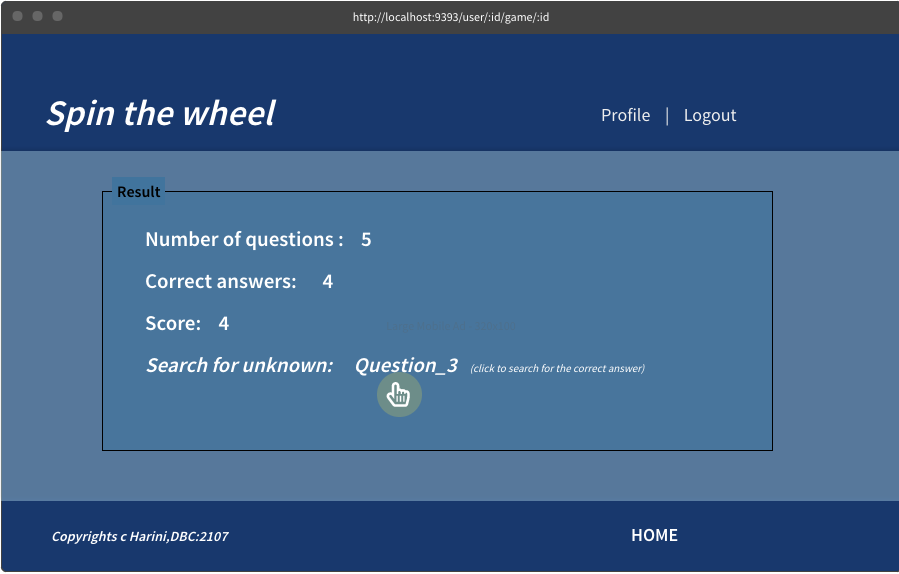 http://localhost:9393/user/:id/game/:id
Spin the wheel
Profile | Logout
Result
Number of questions : 5
Correct answers: 4
Score: 4
Search for unknown: Question_3 (click to search for the correct answer)
Copyrights c Harini,DBC:2107
HOME